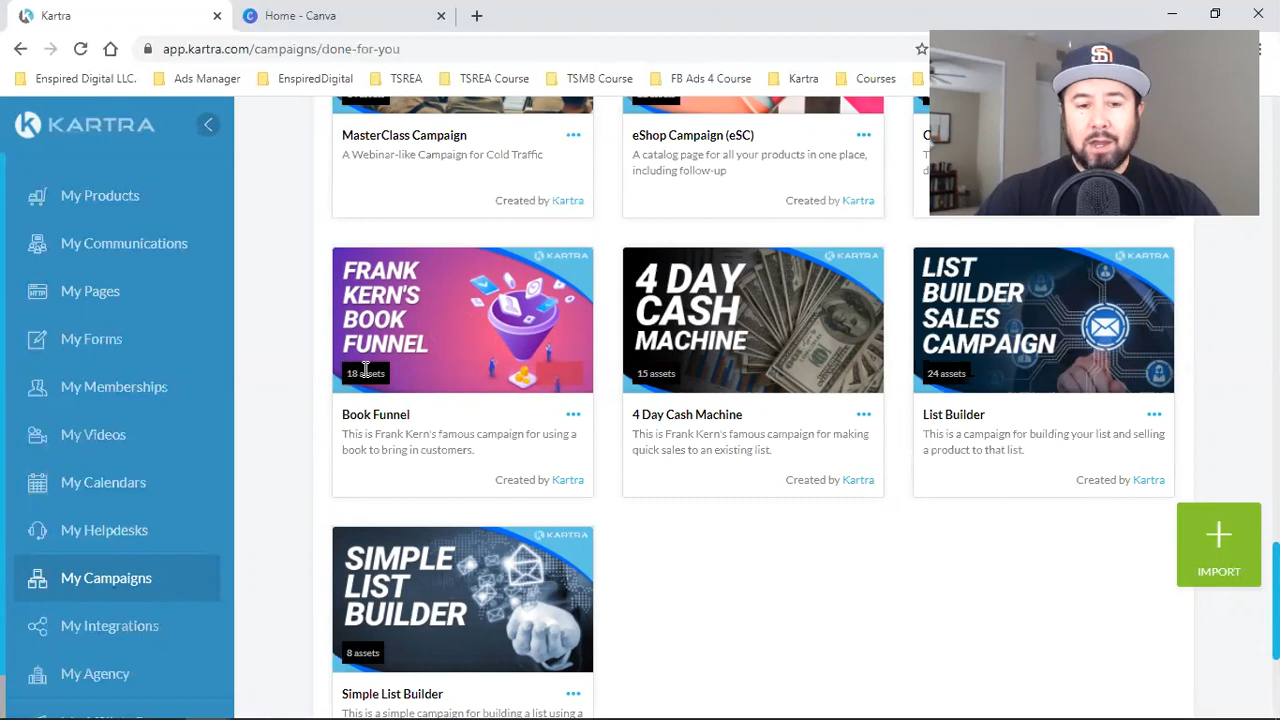 Kartra
Home - Canva
app.kartra.com/campaigns/done-for-you
Enspired Digital LLC.
Ads Manager
EnspiredDigital
TSREA
TSREA Course
TSMB Course
FB Ads 4 Course
Kartra
Courses
KARTRA
My Products
My Communications
My Pages
My Forms
My Memberships
My Videos
My Calendars
My Helpdesks
My Campaigns
My Integrations
My Agency
MasterClass Campaign
A Webinar-like Campaign for Cold Traffic
Created by Kartra
eShop Campaign (eSC)
A catalog page for all your products in one place,
including follow-up
Created by Kartra
KARTRA
FRANK
KERN'S
BOOK
FUNNEL
18 assets
Book Funnel
This is Frank Kern's famous campaign for using a
book to bring in customers.
Created by Kartra
KARTRA
4 DAY
CASH
MACHINE
15 assets
4 Day Cash Machine
This is Frank Kern's famous campaign for making
quick sales to an existing list.
Created by Kartra
KARTRA
LIST
BUILDER
SALES
CAMPAIGN
24 assets
List Builder
This is a campaign for building your list and selling
a product to that list.
Created by Kartra
KARTRA
SIMPLE
LIST
BUILDER
8 assets
Simple List Builder
This is a simple campaign for building a list using a
IMPORT